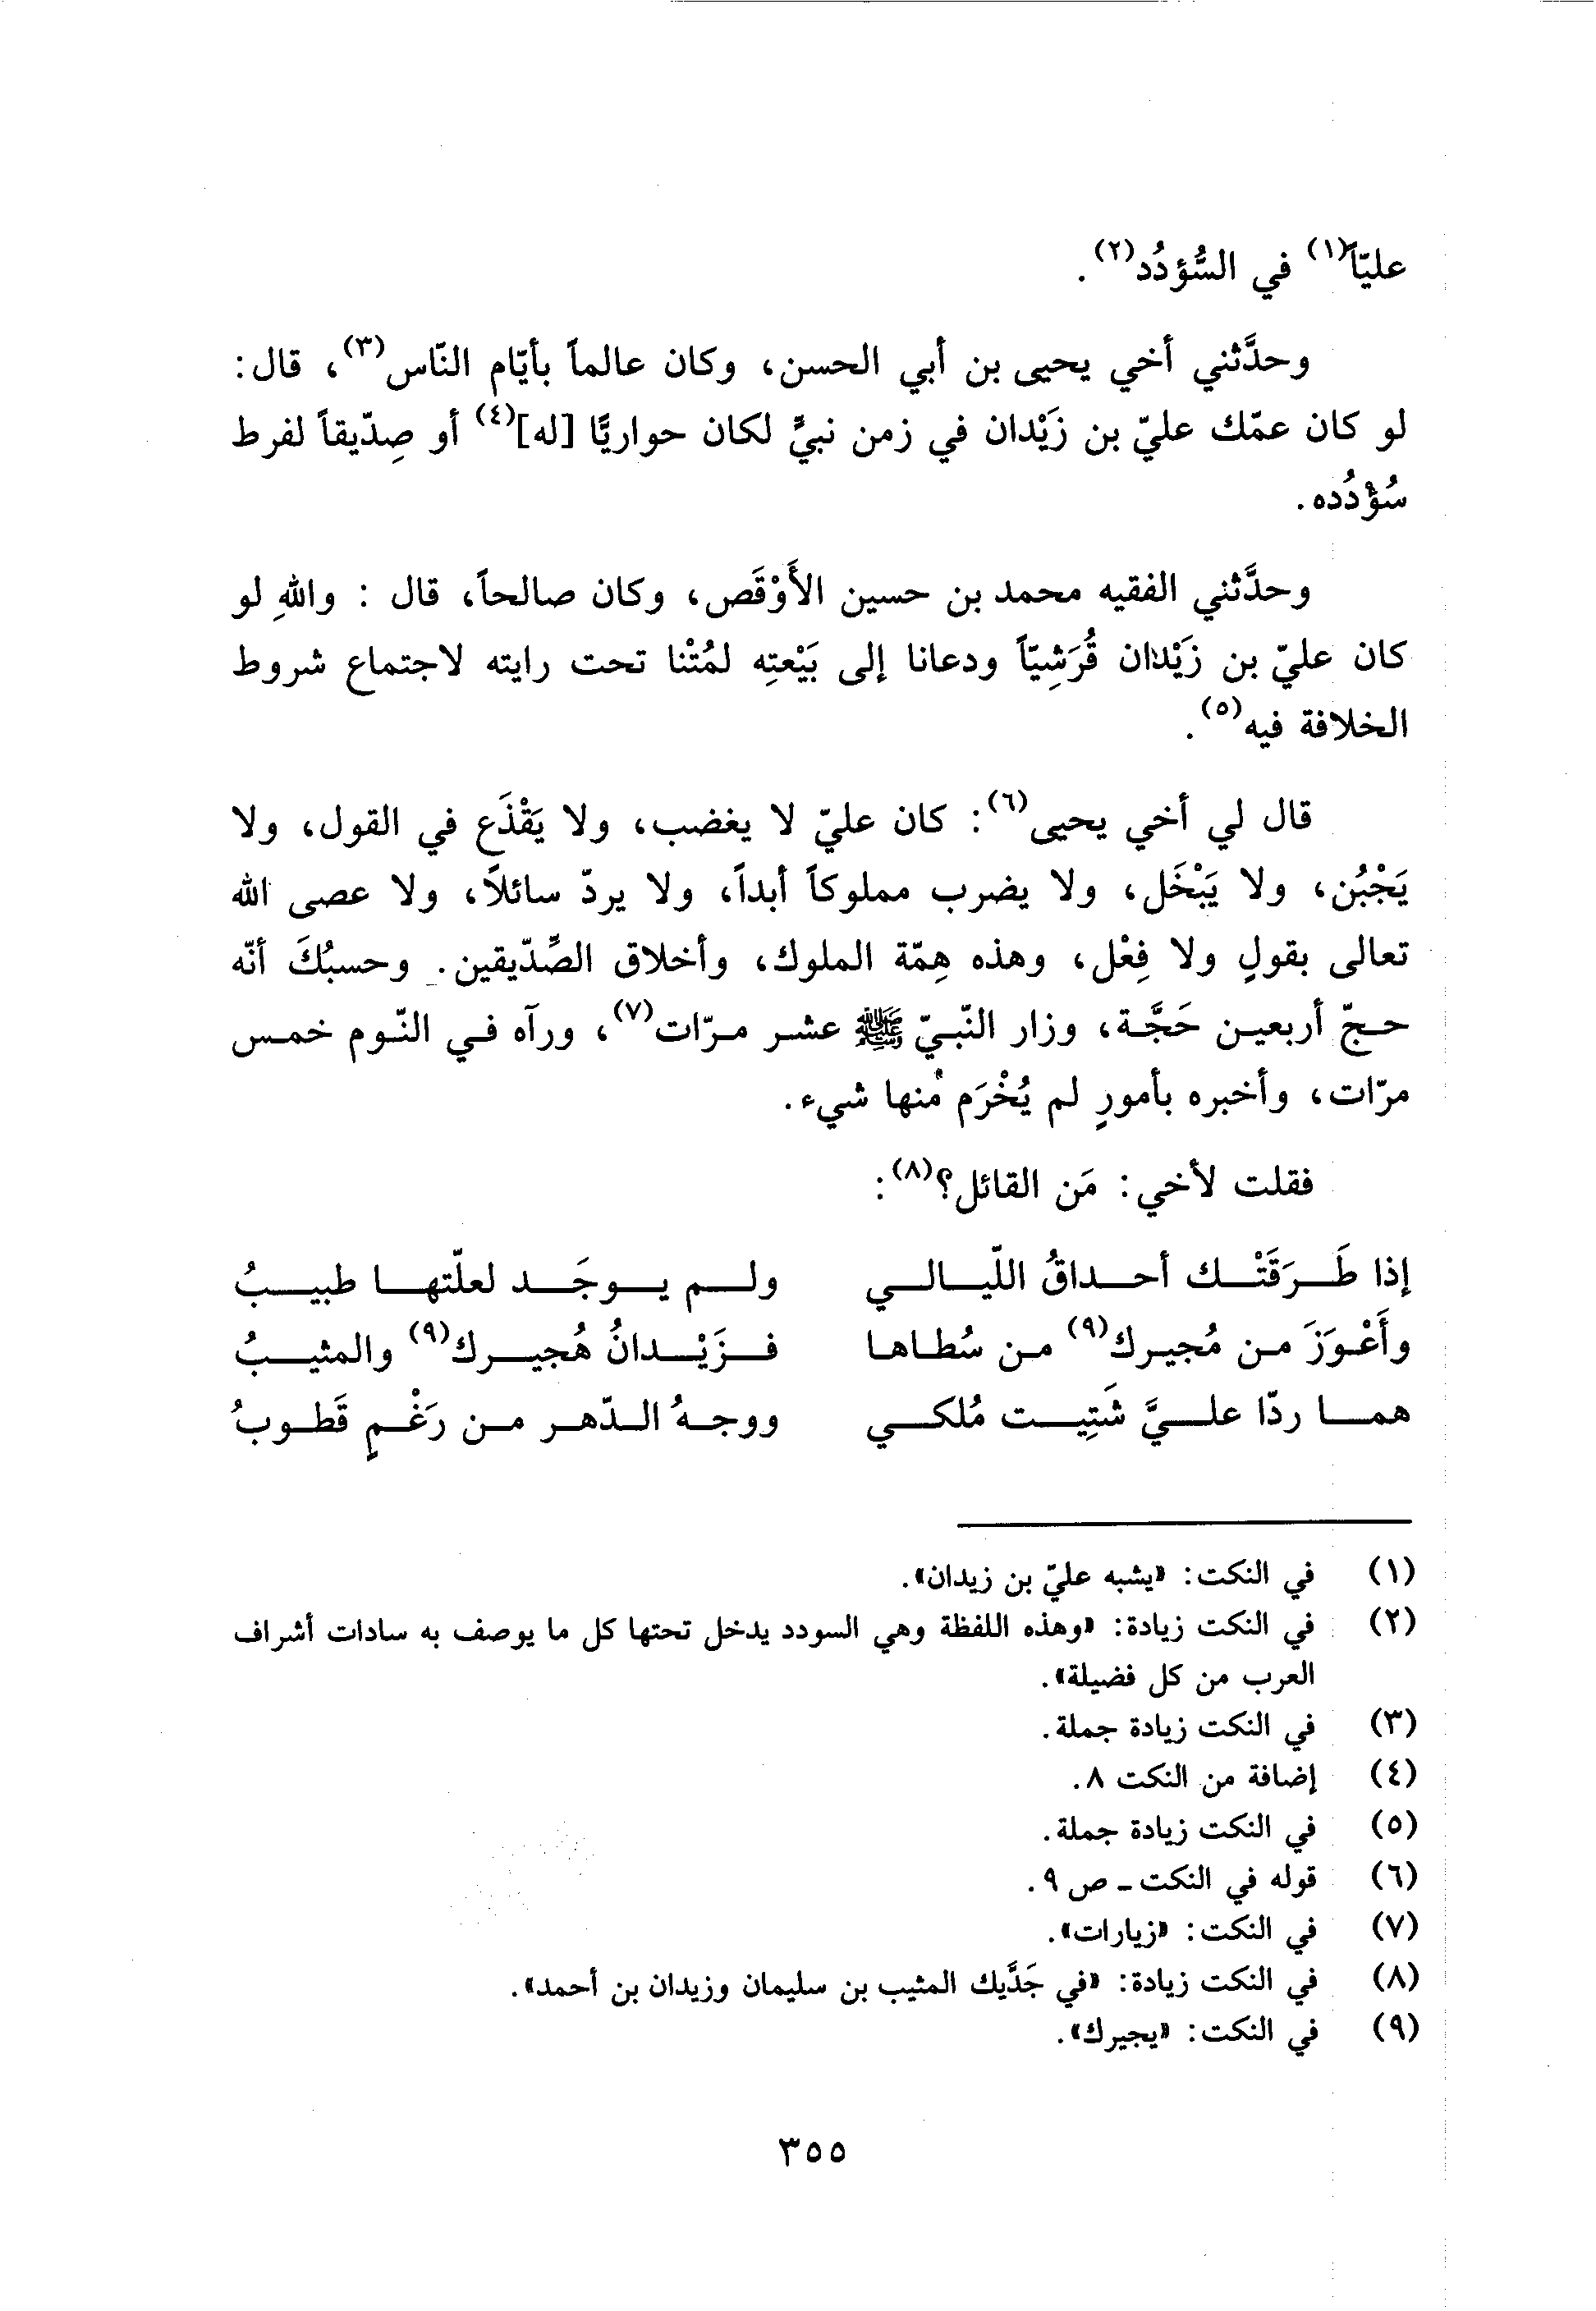 عليّاً(١) في السُّؤدُد(٢).
وحدَّثني أخي يحيى بن أبي الحسن، وكان عالماً بأيّام النّاس(٣)، قال:
لو كان عمّك عليّ بن زَيْدان في زمن نبيٍّ لكان حواريًّا [له](٤) أو صِدّيقاً لفرط
سُؤْدُده.
وحدَّثني الفقيه محمد بن حسين الأَوْقَص، وكان صالحاً، قال : واللهِ لو
كان عليّ بن زَيْدان قُرَشِيّاً ودعانا إلى بَيْعتِه لمُتْنا تحت رايته لاجتماع شروط
الخلافة فيه(٥).
قال لي أخي يحيى(٦): كان عليّ لا يغضب، ولا يَقْذَع في القول، ولا
يَجْبُن، ولا يَبْخَل، ولا يضرب مملوكاً أبداً، ولا يردّ سائلاً، ولا عصى الله
تعالى بقولٍ ولا فِعْل، وهذه هِمّة الملوك، وأخلاق الصِّدّيقين. وحسبُكَ أنّه
حجّ أربعين حَجَّة، وزار النّبيّ ﷺ عشر مرّات(٧)، ورآه في النّوم خمس
مرّات، وأخبره بأمورٍ لم يُخْرَم منها شيء.
فقلت لأخي: مَن القائل؟(٨):
إذا طَرَقَتْك أحداقُ اللّيالي ولم يوجَد لعلّتها طبيبُ
وأَعْوَزَ من مُجيرك(٩) من سُطاها فزَيْدانُ هُجيرك(٩) والمثيبُ
هما ردّا عليَّ شَتِيت مُلكي ووجهُ الدّهر من رَغْمٍ قَطوبُ
(١) في النكت: «يشبه عليّ بن زيدان».
(٢) في النكت زيادة: «وهذه اللفظة وهي السودد يدخل تحتها كل ما يوصف به سادات أشراف
العرب من كل فضيلة».
(٣) في النكت زيادة جملة.
(٤) إضافة من النكت ٨.
(٥) في النكت زيادة جملة.
(٦) قوله في النكت ـ ص ٩.
(٧) في النكت: «زيارات».
(٨) في النكت زيادة: «في جَدَّيك المثيب بن سليمان وزيدان بن أحمد».
(٩) في النكت: «يجيرك».
٣٥٥